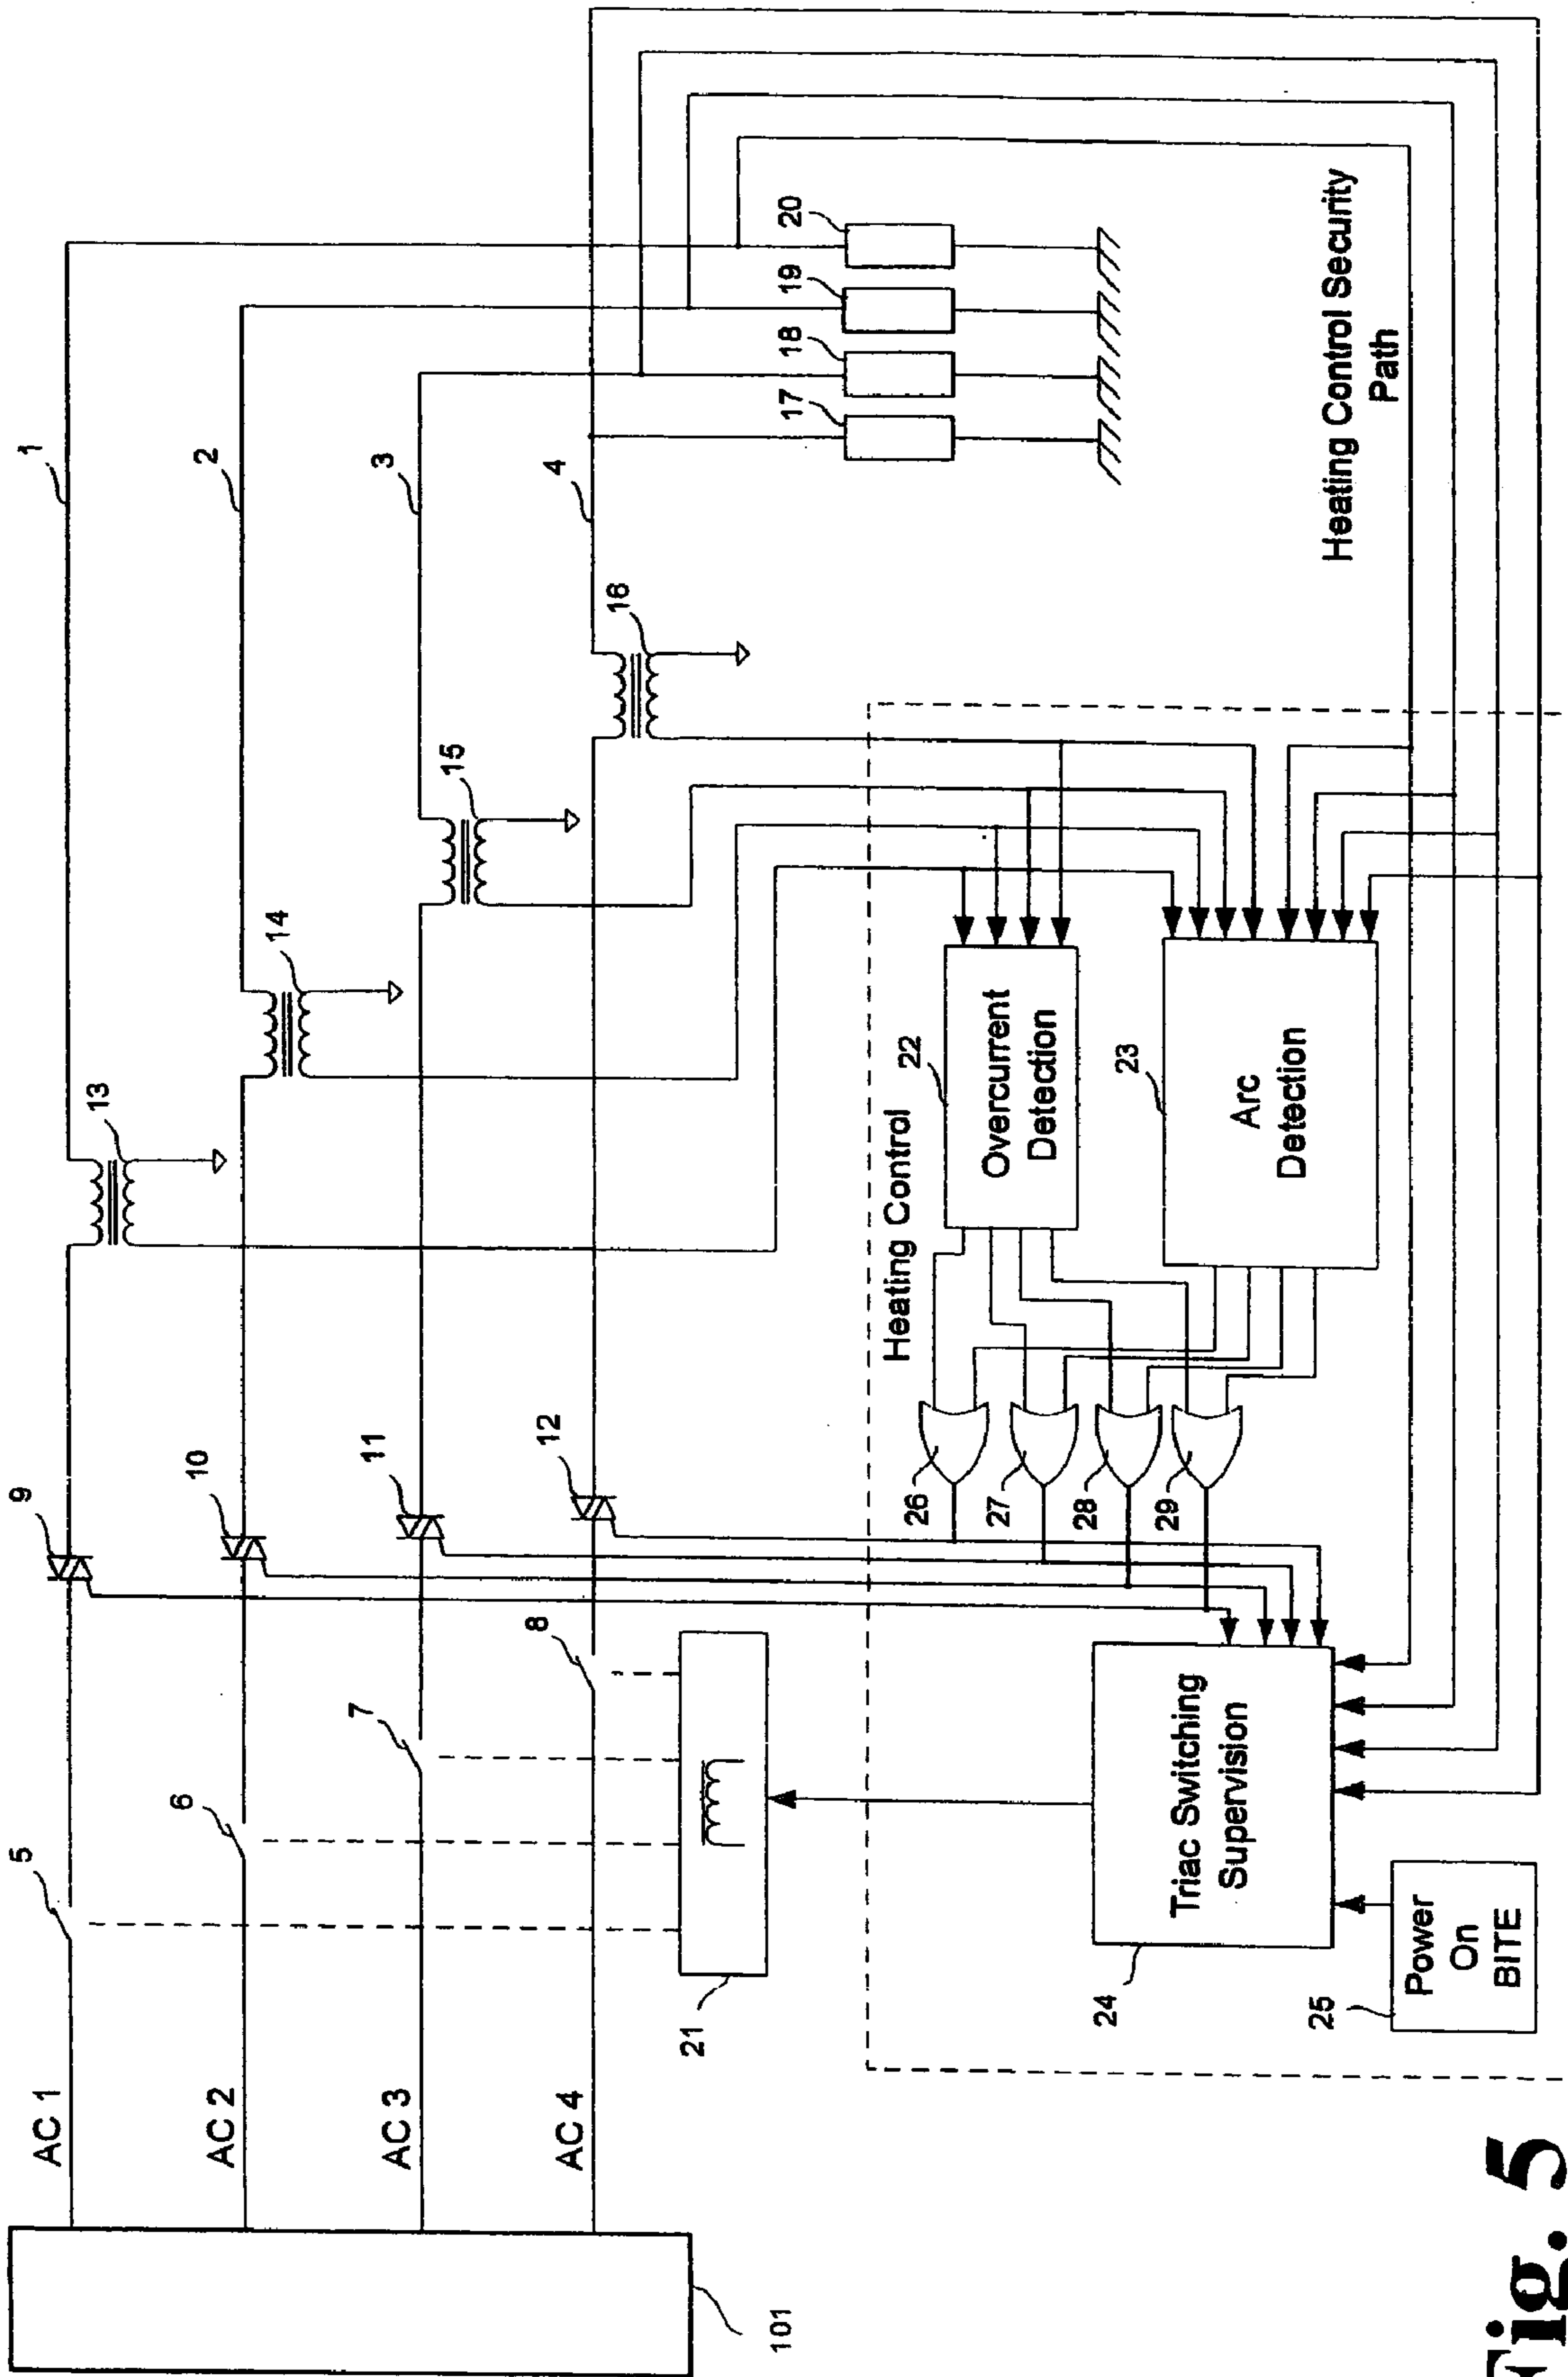 1
2
3
4
AC 1
AC 2
AC 3
AC 4
5
6
7
8
9
10
11
12
13
14
15
16
17
18
19
20
101
21
Heating Control
22
Overcurrent
Detection
23
Arc
Detection
26
27
28
29
24
Triac Switching
Supervision
25
Power
On
BITE
Heating Control Security
Path
Fig. 5